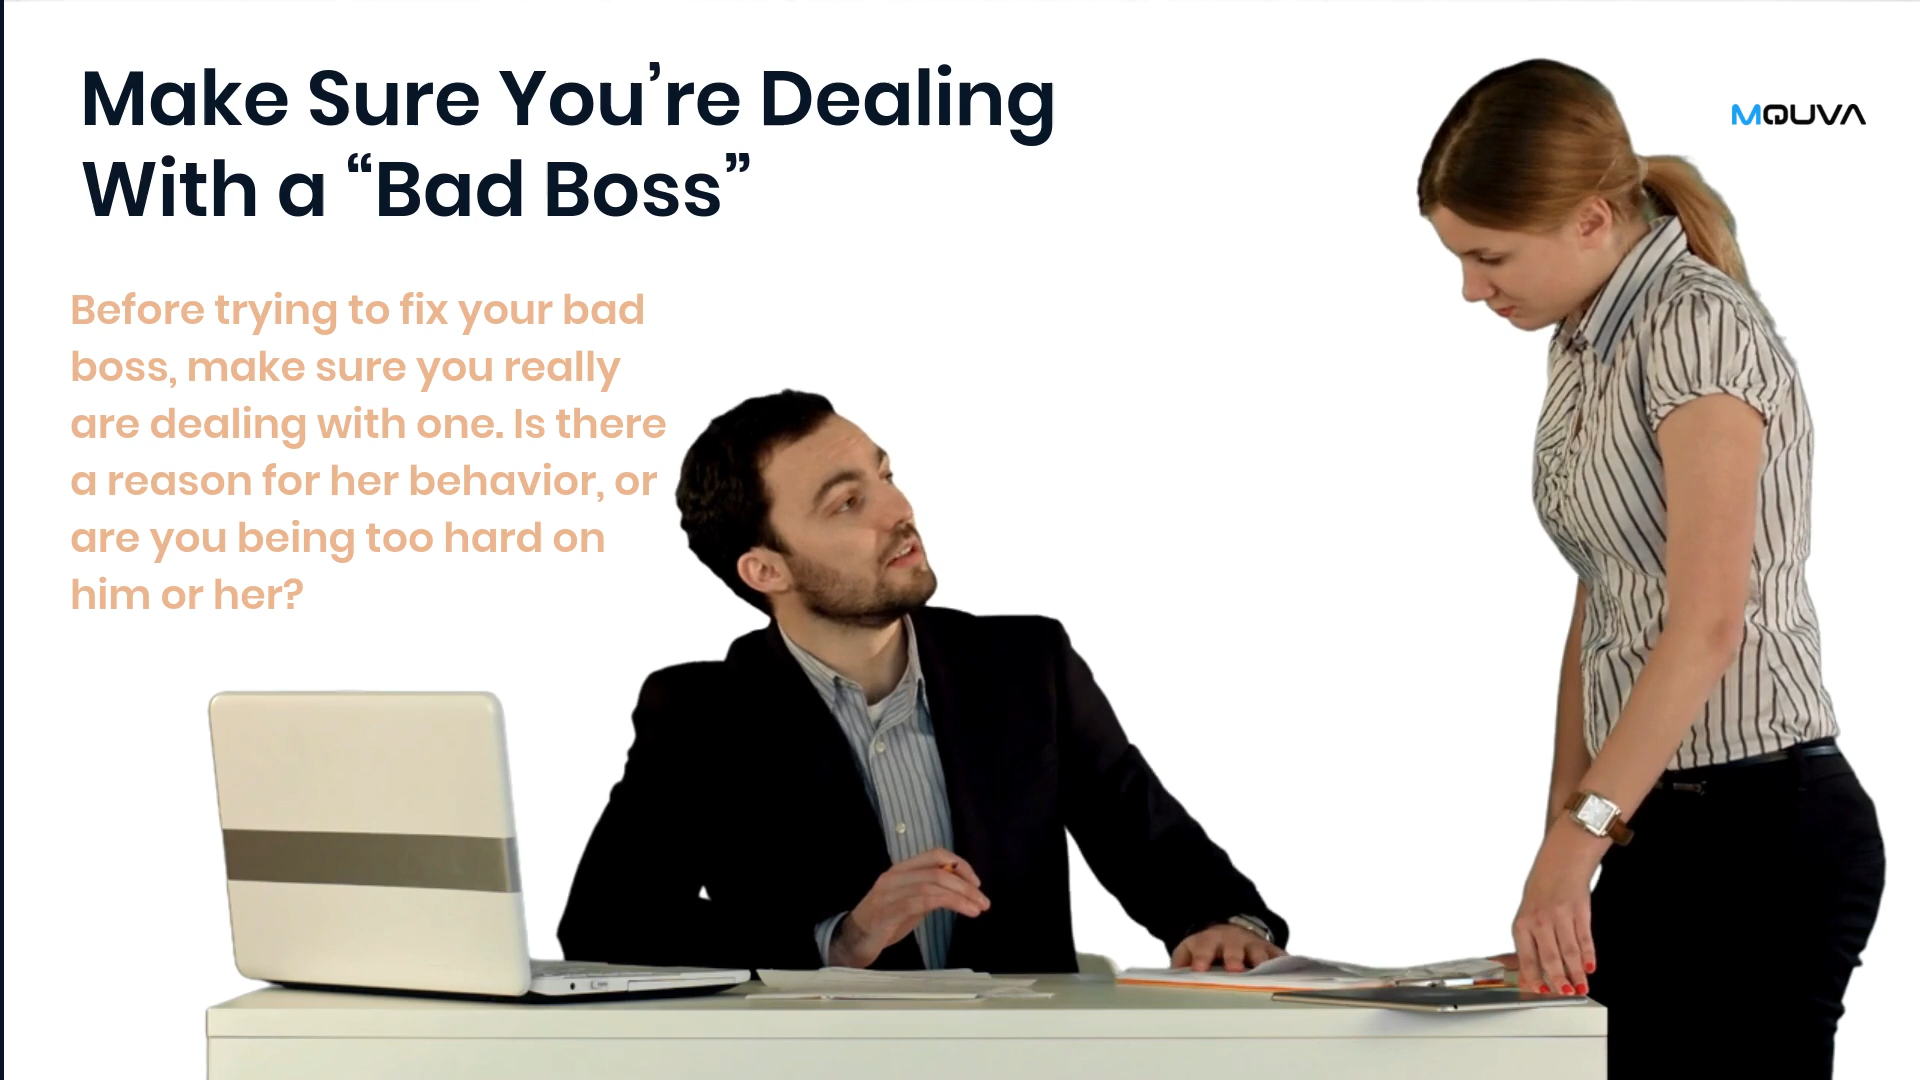 Make Sure You’re Dealing
With a “Bad Boss”
MOUVA
Before trying to fix your bad
boss, make sure you really
are dealing with one. Is there
a reason for her behavior, or
are you being too hard on
him or her?